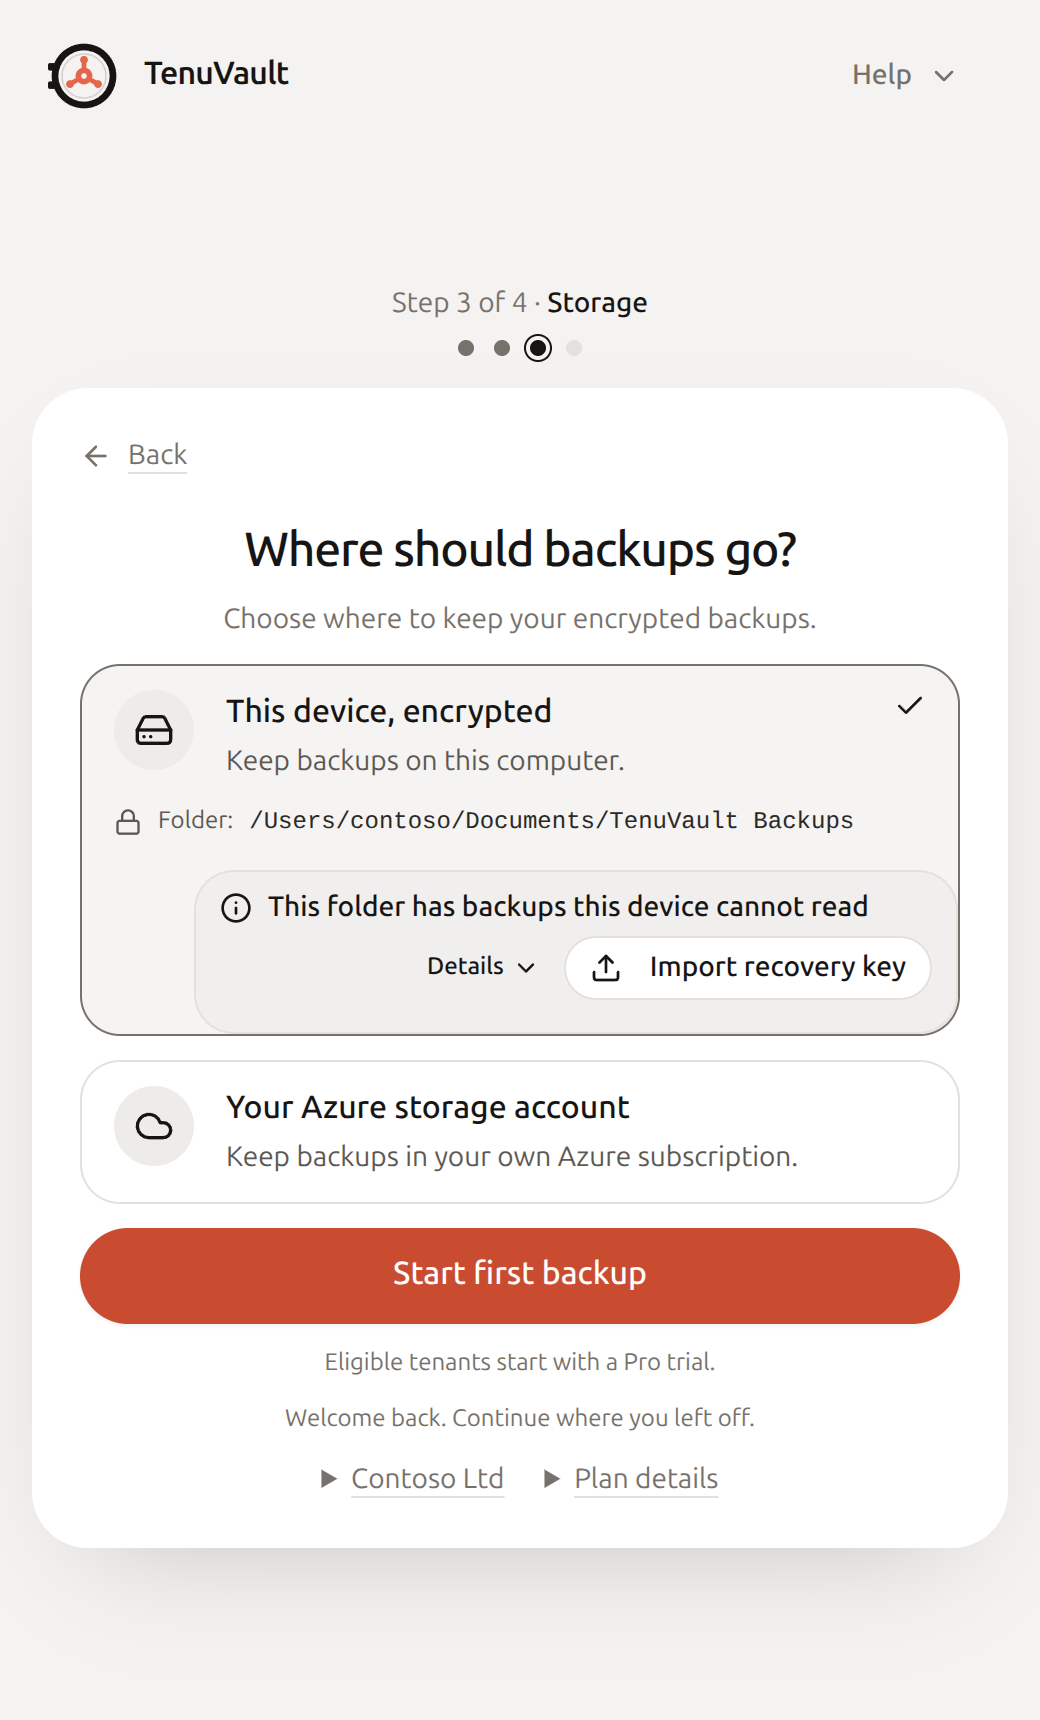 TenuVault
Help
Step 3 of 4 · Storage
Back
Where should backups go?
Choose where to keep your encrypted backups.
This device, encrypted
Keep backups on this computer.
Folder: /Users/contoso/Documents/TenuVault Backups
This folder has backups this device cannot read
Details
Import recovery key
Your Azure storage account
Keep backups in your own Azure subscription.
Start first backup
Eligible tenants start with a Pro trial.
Welcome back. Continue where you left off.
Contoso Ltd
Plan details